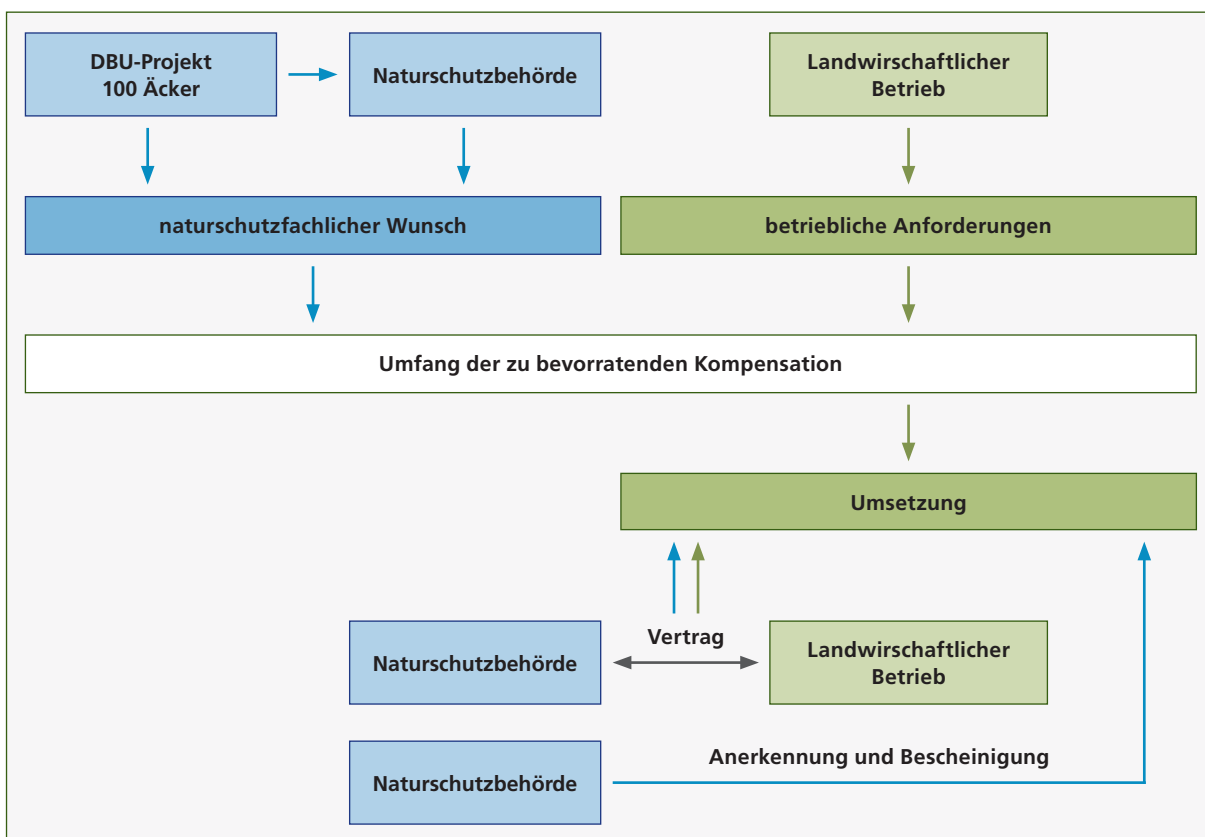 DBU-Projekt
100 Äcker
Naturschutzbehörde
Landwirtschaftlicher
Betrieb
naturschutzfachlicher Wunsch
betriebliche Anforderungen
Umfang der zu bevorratenden Kompensation
Umsetzung
Naturschutzbehörde
Vertrag
Landwirschaftlicher
Betrieb
Naturschutzbehörde
Anerkennung und Bescheinigung